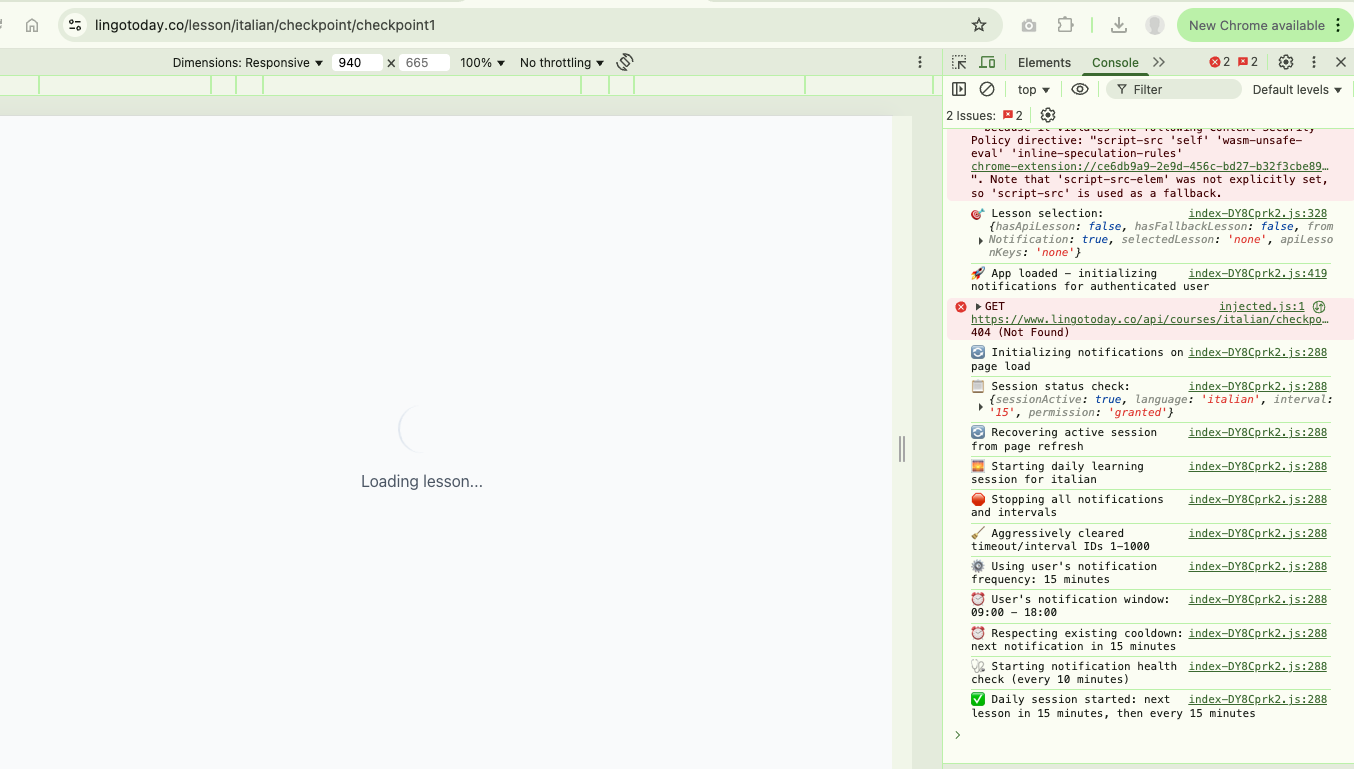 lingotoday.co/lesson/italian/checkpoint/checkpoint1
New Chrome available
Dimensions: Responsive 940 × 665 100% No throttling
Elements Console 2 2
top Filter Default levels
2 Issues: 2
because it violates the following Content Security
Policy directive: "script-src 'self' 'wasm-unsafe-
eval' 'inline-speculation-rules'
chrome-extension://ce6db9a9-2e9d-456c-bd27-b32f3cbe89…
". Note that 'script-src-elem' was not explicitly set,
so 'script-src' is used as a fallback.
🎯 Lesson selection: index-DY8Cprk2.js:328
{hasApiLesson: false, hasFallbackLesson: false, from
Notification: true, selectedLesson: 'none', apiLesso
nKeys: 'none'}
🚀 App loaded - initializing index-DY8Cprk2.js:419
notifications for authenticated user
GET injected.js:1
https://www.lingotoday.co/api/courses/italian/checkpo…
404 (Not Found)
🔄 Initializing notifications on index-DY8Cprk2.js:288
page load
📋 Session status check: index-DY8Cprk2.js:288
{sessionActive: true, language: 'italian', interval:
'15', permission: 'granted'}
🔄 Recovering active session index-DY8Cprk2.js:288
from page refresh
🌅 Starting daily learning index-DY8Cprk2.js:288
session for italian
🛑 Stopping all notifications index-DY8Cprk2.js:288
and intervals
🧹 Aggressively cleared index-DY8Cprk2.js:288
timeout/interval IDs 1-1000
⚙️ Using user's notification index-DY8Cprk2.js:288
frequency: 15 minutes
⏰ User's notification window: index-DY8Cprk2.js:288
09:00 - 18:00
⏰ Respecting existing cooldown: index-DY8Cprk2.js:288
next notification in 15 minutes
🩺 Starting notification health index-DY8Cprk2.js:288
check (every 10 minutes)
✅ Daily session started: next index-DY8Cprk2.js:288
lesson in 15 minutes, then every 15 minutes
Loading lesson...